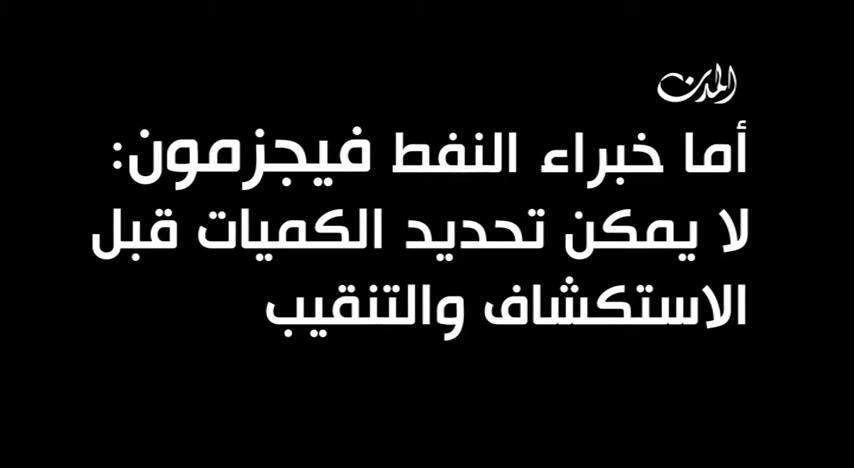 المدن
أما خبراء النفط فيجزمون:
لا يمكن تحديد الكميات قبل
الاستكشاف والتنقيب